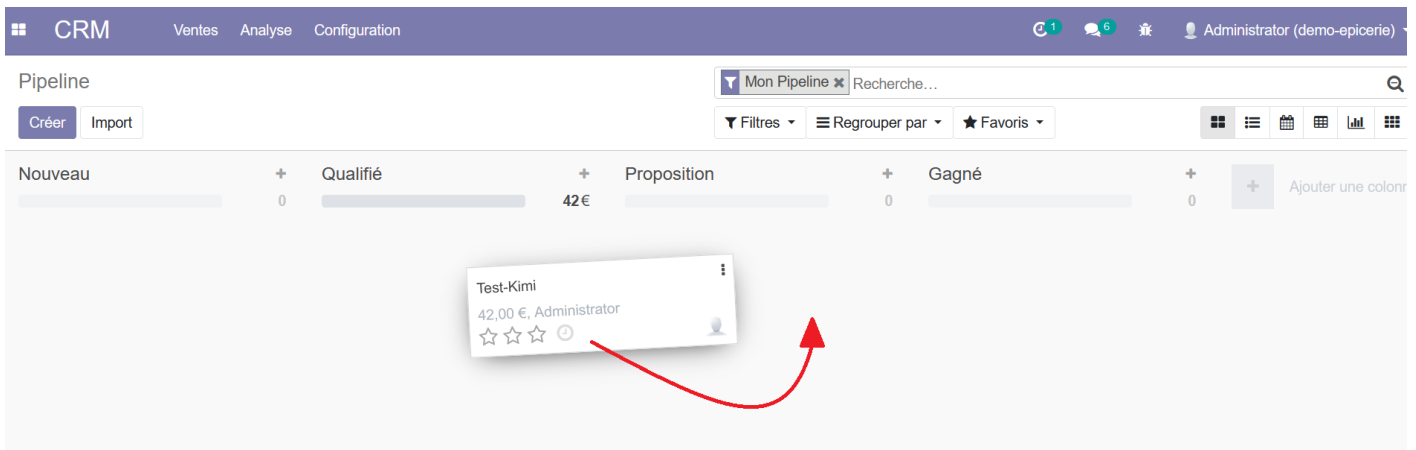 CRM Ventes Analyse Configuration 1 6 Administrator (demo-epicerie)
Pipeline Mon Pipeline Recherche...
Créer Import Filtres Regrouper par Favoris
Nouveau + Qualifié + Proposition + Gagné + + Ajouter une colonn
0 42€ 0 0
Test-Kimi
42,00 €, Administrator